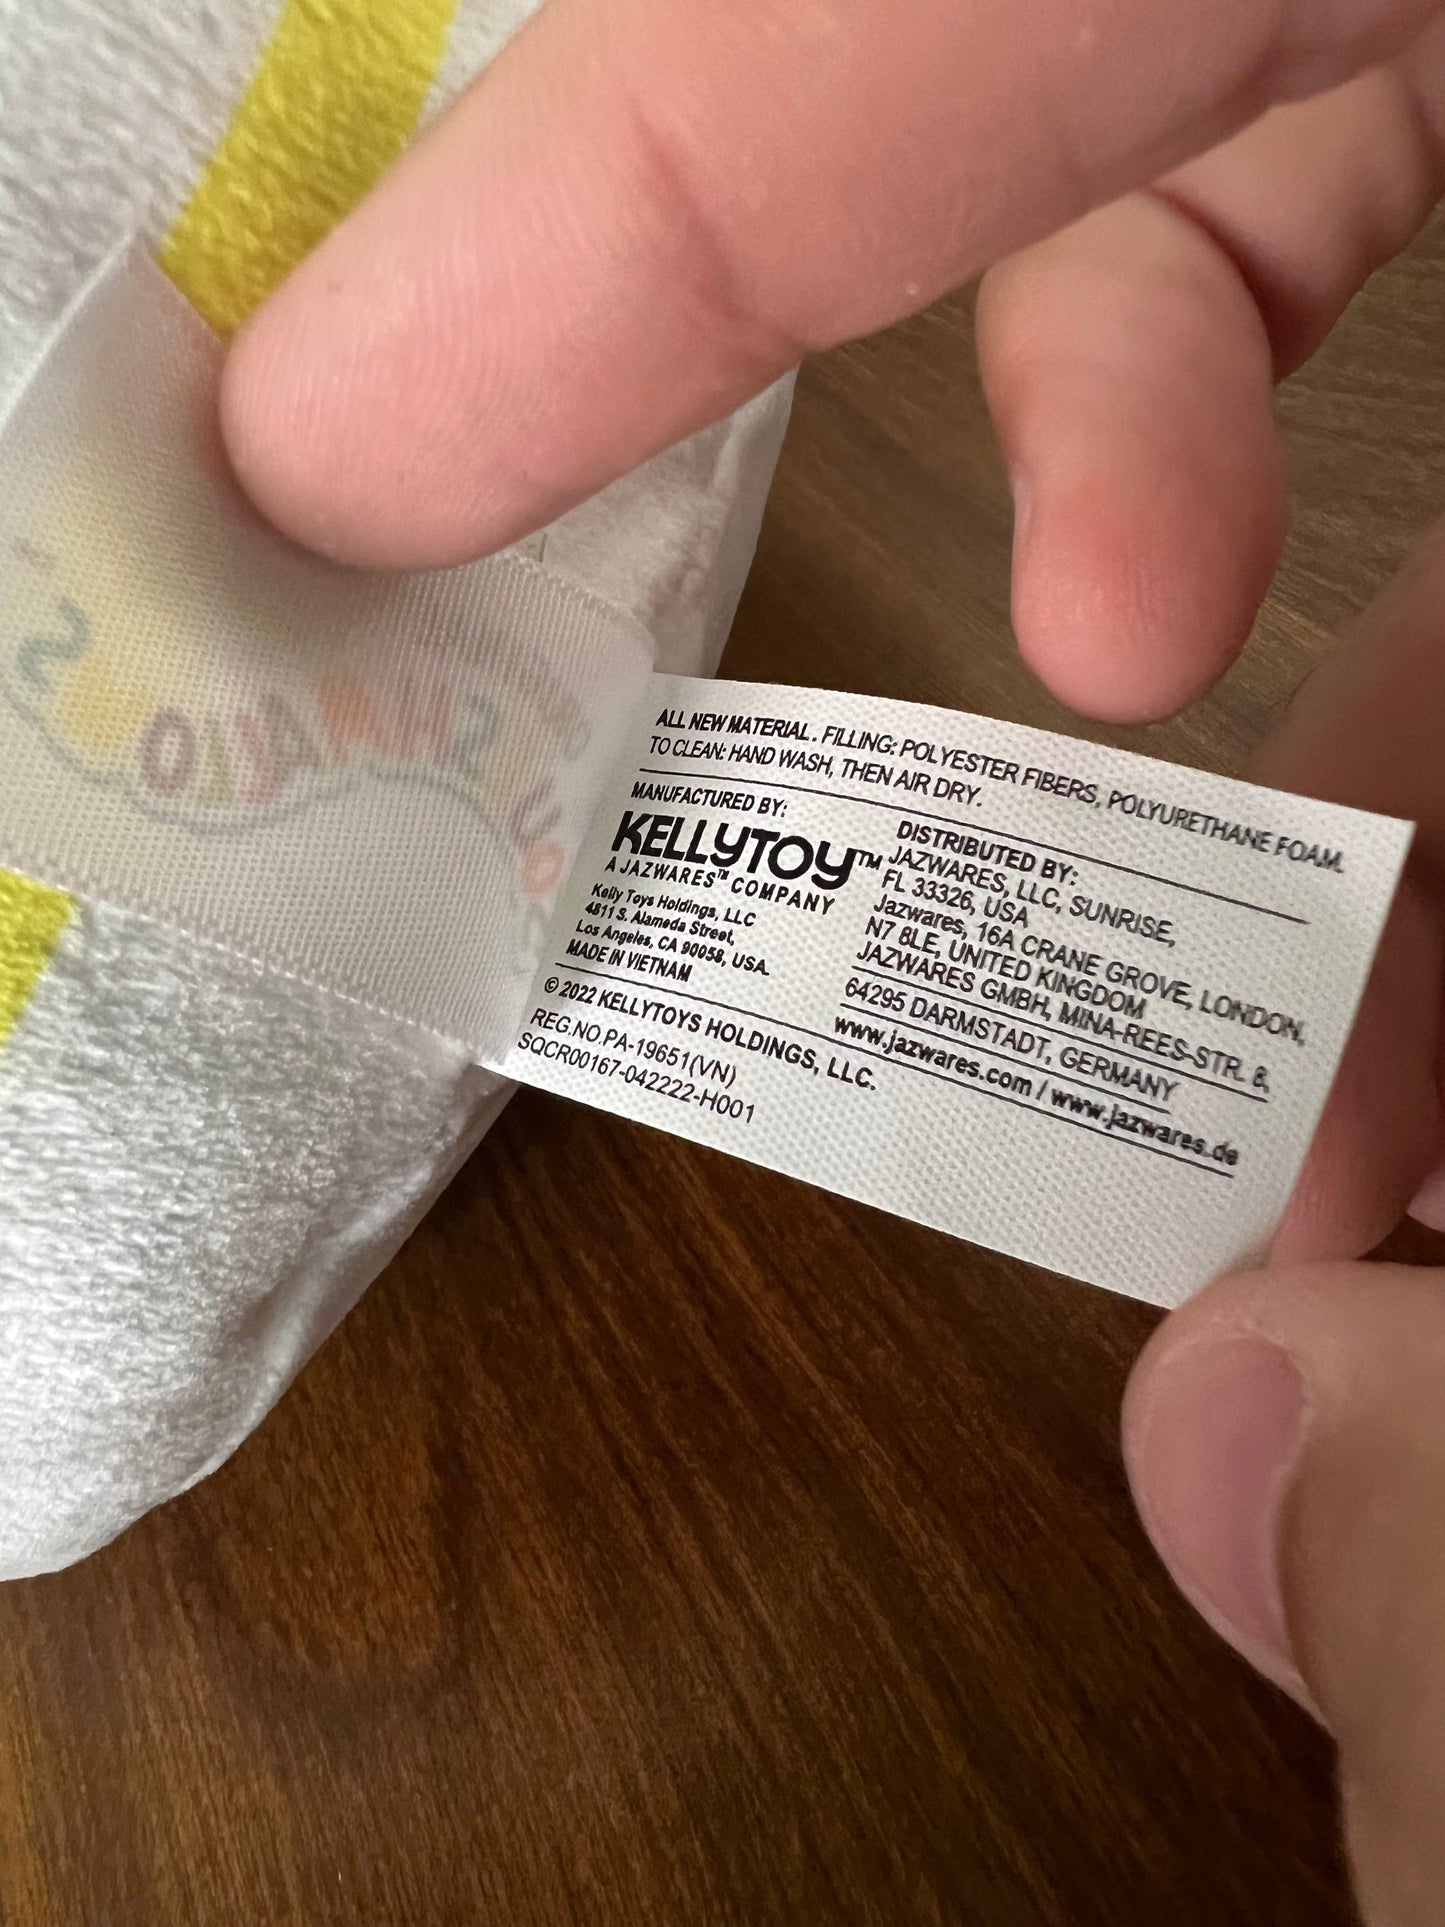 ALL NEW MATERIAL. FILLING: POLYESTER FIBERS, POLYURETHANE FOAM.
TO CLEAN: HAND WASH, THEN AIR DRY.
MANUFACTURED BY:
KELLYTOY™
A JAZWARES™ COMPANY
Kelly Toys Holdings, LLC
4811 S. Alameda Street,
Los Angeles, CA 90058, USA.
MADE IN VIETNAM
DISTRIBUTED BY:
JAZWARES, LLC, SUNRISE,
FL 33326, USA
Jazwares, 16A CRANE GROVE, LONDON,
N7 8LE, UNITED KINGDOM
JAZWARES GMBH, MINA-REES-STR. 8,
64295 DARMSTADT, GERMANY
www.jazwares.com / www.jazwares.de
© 2022 KELLYTOYS HOLDINGS, LLC.
REG.NO.PA-19651(VN)
SQCR00167-042222-H001